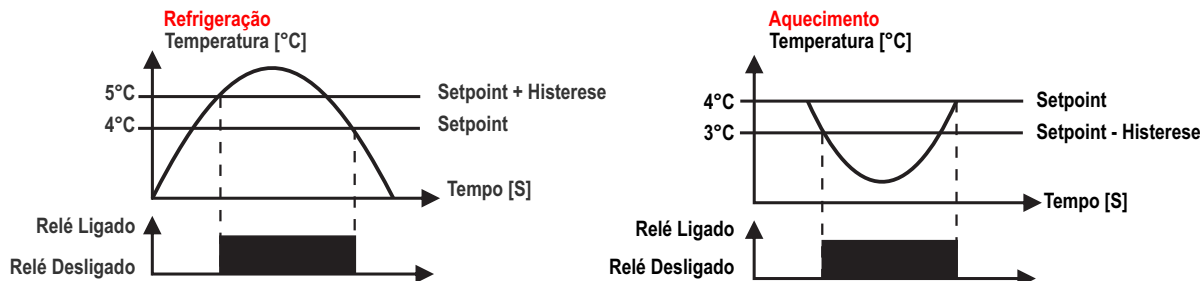 Refrigeração
Temperatura [°C]
5°C
Setpoint + Histerese
4°C
Setpoint
Tempo [S]
Relé Ligado
Relé Desligado
Aquecimento
Temperatura [°C]
4°C
Setpoint
3°C
Setpoint - Histerese
Tempo [S]
Relé Ligado
Relé Desligado